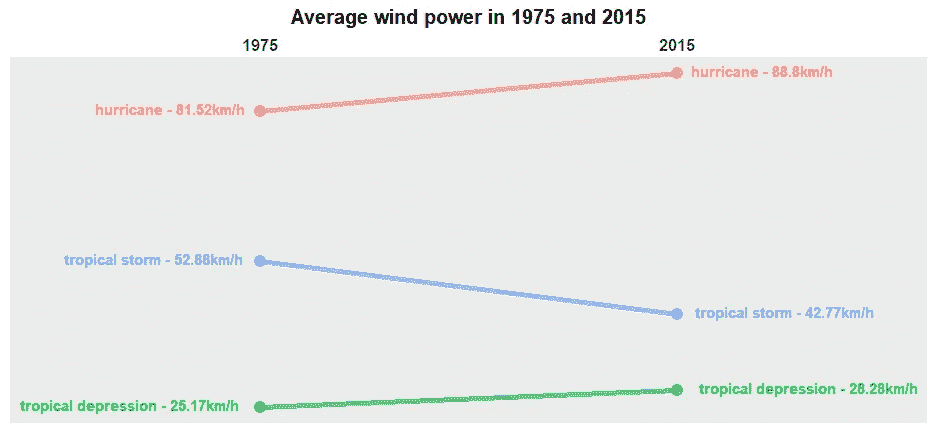 Average wind power in 1975 and 2015
1975 2015
hurricane - 88.8km/h
hurricane - 81.52km/h
tropical storm - 52.88km/h
tropical storm - 42.77km/h
tropical depression - 28.28km/h
tropical depression - 25.17km/h